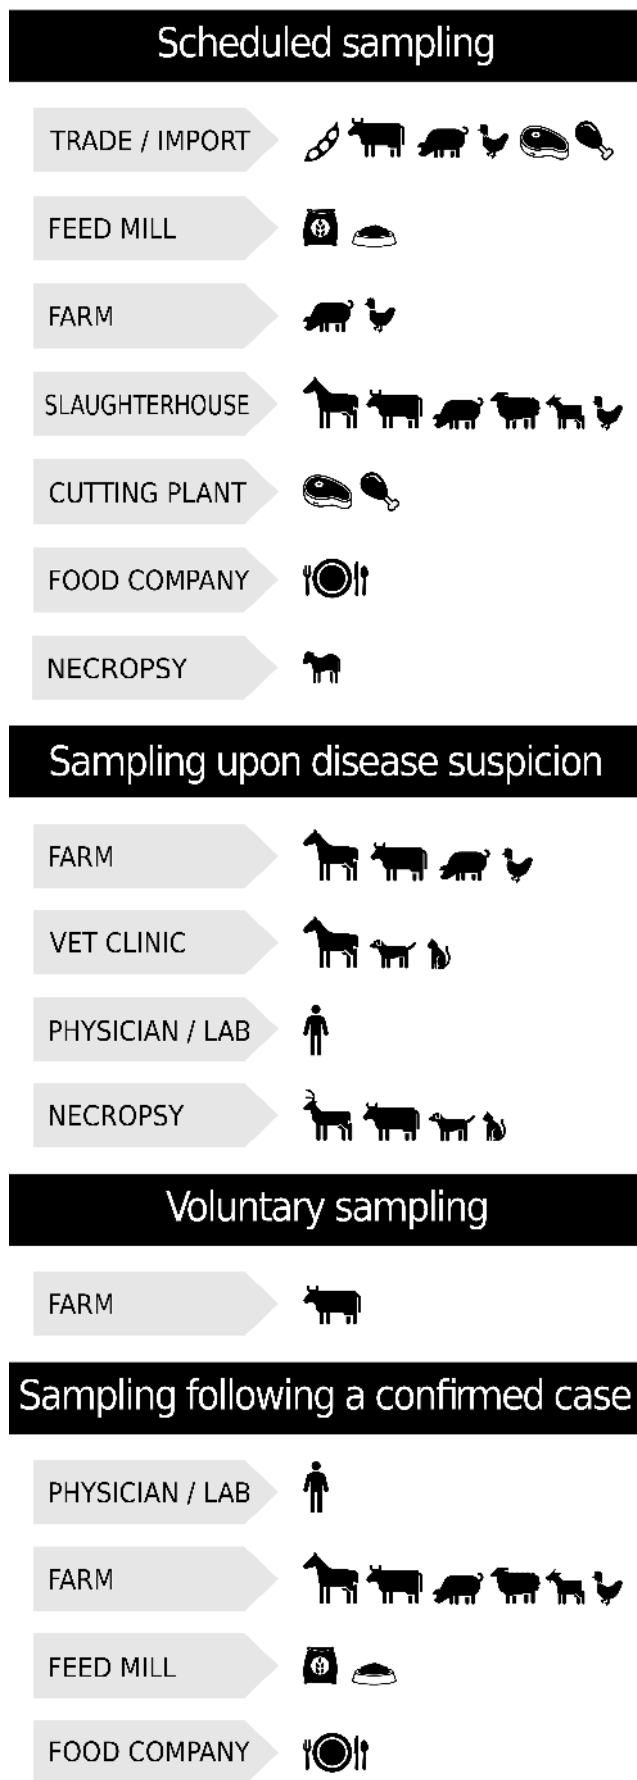 Scheduled sampling
TRADE / IMPORT
FEED MILL
FARM
SLAUGHTERHOUSE
CUTTING PLANT
FOOD COMPANY
NECROPSY
Sampling upon disease suspicion
FARM
VET CLINIC
PHYSICIAN / LAB
NECROPSY
Voluntary sampling
FARM
Sampling following a confirmed case
PHYSICIAN / LAB
FARM
FEED MILL
FOOD COMPANY